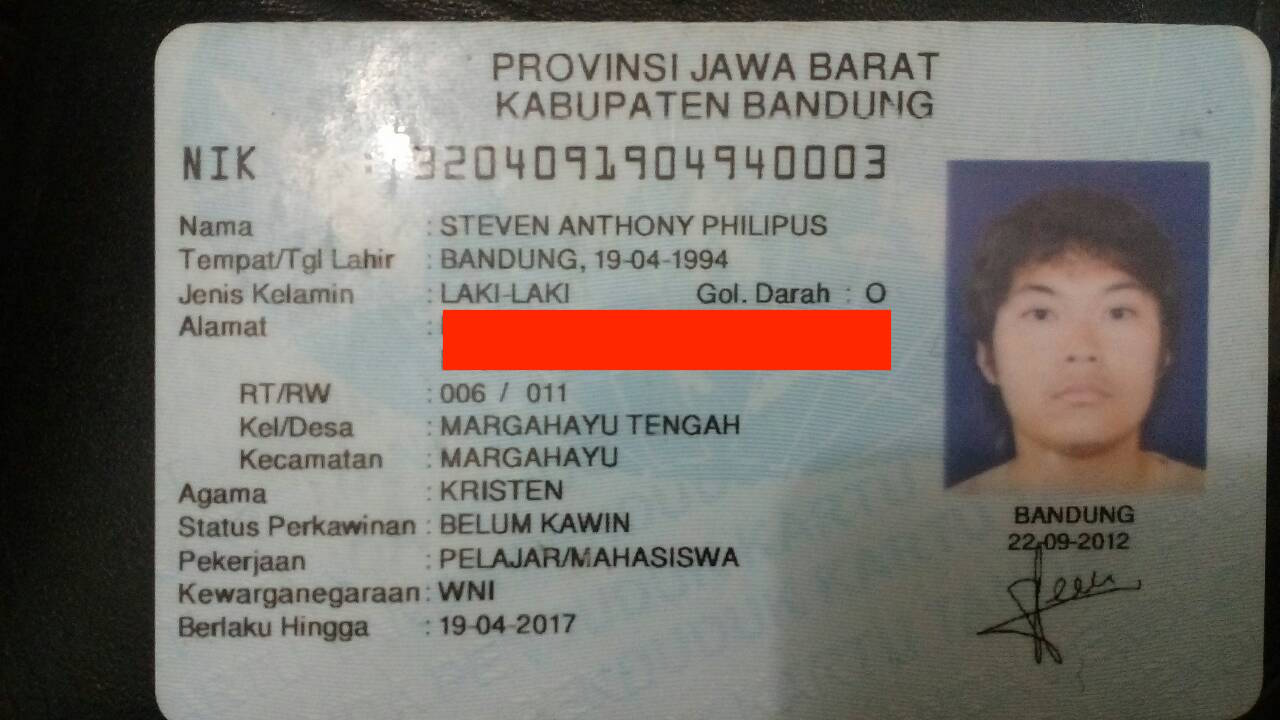 PROVINSI JAWA BARAT
KABUPATEN BANDUNG
NIK : 3204091904940003
Nama : STEVEN ANTHONY PHILIPUS
Tempat/Tgl Lahir : BANDUNG, 19-04-1994
Jenis Kelamin : LAKI-LAKI Gol. Darah : O
Alamat :
RT/RW : 006 / 011
Kel/Desa : MARGAHAYU TENGAH
Kecamatan : MARGAHAYU
Agama : KRISTEN
Status Perkawinan : BELUM KAWIN
Pekerjaan : PELAJAR/MAHASISWA
Kewarganegaraan : WNI
Berlaku Hingga : 19-04-2017
BANDUNG
22-09-2012